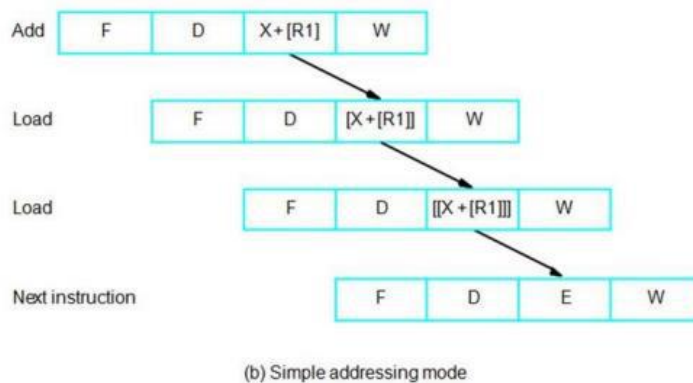 Add F D X + [R1] W
Load F D [X + [R1]] W
Load F D [[X + [R1]]] W
Next instruction F D E W
(b) Simple addressing mode